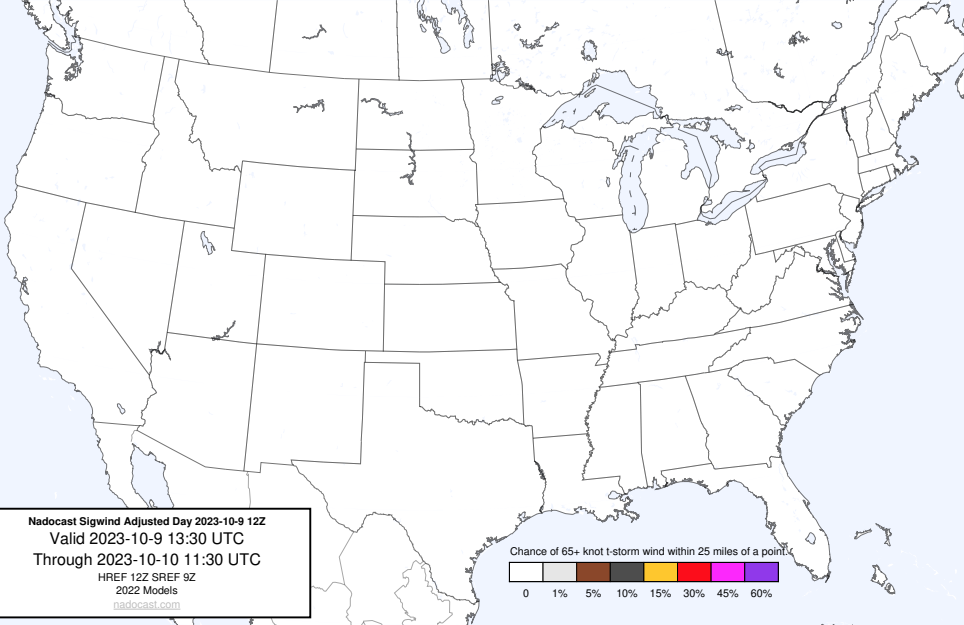 Nadocast Sigwind Adjusted Day 2023-10-9 12Z
Valid 2023-10-9 13:30 UTC
Through 2023-10-10 11:30 UTC
HREF 12Z SREF 9Z
2022 Models
nadocast.com
Chance of 65+ knot t-storm wind within 25 miles of a point.
0 1% 5% 10% 15% 30% 45% 60%